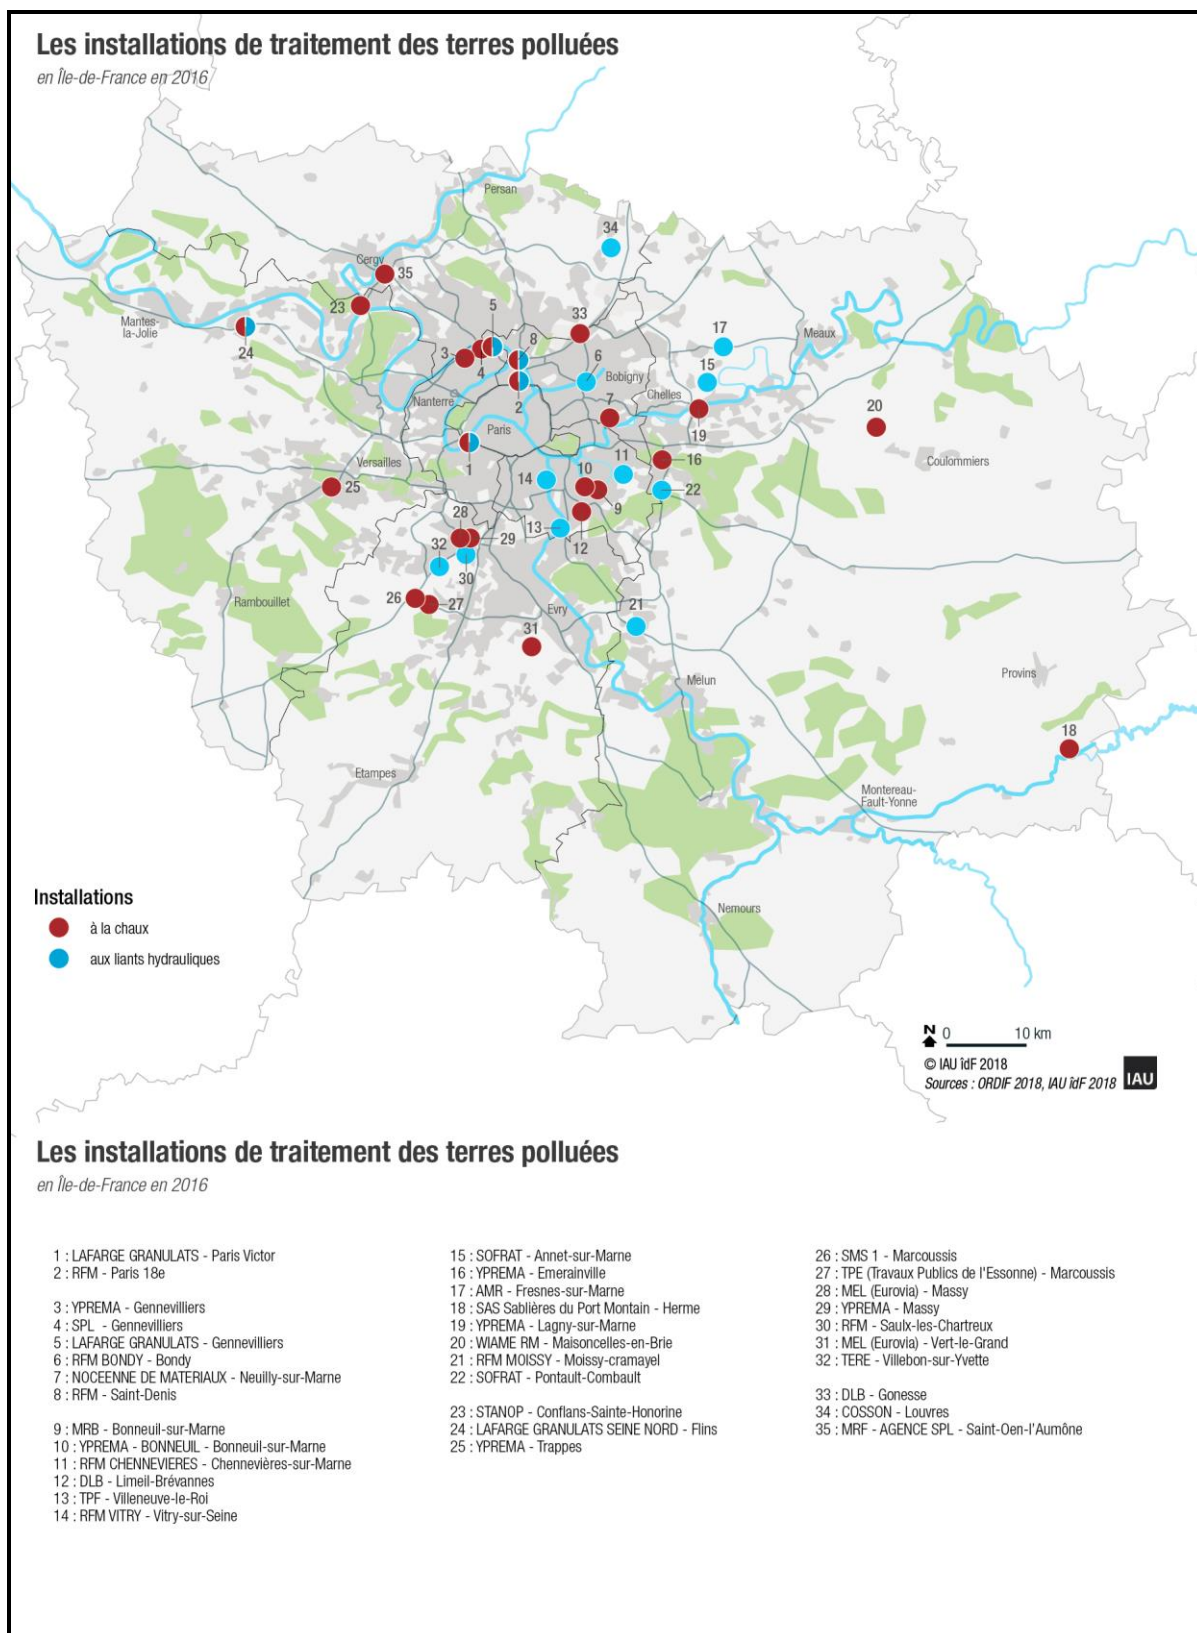 Les installations de traitement des terres polluées
en Île-de-France en 2016
Persan
34
Cergy
35
23
5
33
Mantes-
la-Jolie
24
3
4
8
6
17
Meaux
Bobigny
15
Nanterre
2
Chelles
7
19
20
Paris
Coulommiers
Versailles
1
11
16
25
14
10
22
9
28
13
12
32
29
30
Rambouillet
26
27
Evry
21
31
Melun
Provins
18
Etampes
Montereau-
Fault-Yonne
Nemours
Installations
à la chaux
aux liants hydrauliques
N 0 10 km
© IAU îdF 2018
Sources : ORDIF 2018, IAU îdF 2018
IAU
Les installations de traitement des terres polluées
en Île-de-France en 2016
1 : LAFARGE GRANULATS - Paris Victor
2 : RFM - Paris 18e
3 : YPREMA - Gennevilliers
4 : SPL - Gennevilliers
5 : LAFARGE GRANULATS - Gennevilliers
6 : RFM BONDY - Bondy
7 : NOCEENNE DE MATERIAUX - Neuilly-sur-Marne
8 : RFM - Saint-Denis
9 : MRB - Bonneuil-sur-Marne
10 : YPREMA - BONNEUIL - Bonneuil-sur-Marne
11 : RFM CHENNEVIERES - Chennevières-sur-Marne
12 : DLB - Limeil-Brévannes
13 : TPF - Villeneuve-le-Roi
14 : RFM VITRY - Vitry-sur-Seine
15 : SOFRAT - Annet-sur-Marne
16 : YPREMA - Emerainville
17 : AMR - Fresnes-sur-Marne
18 : SAS Sablières du Port Montain - Herme
19 : YPREMA - Lagny-sur-Marne
20 : WIAME RM - Maisoncelles-en-Brie
21 : RFM MOISSY - Moissy-cramayel
22 : SOFRAT - Pontault-Combault
23 : STANOP - Conflans-Sainte-Honorine
24 : LAFARGE GRANULATS SEINE NORD - Flins
25 : YPREMA - Trappes
26 : SMS 1 - Marcoussis
27 : TPE (Travaux Publics de l'Essonne) - Marcoussis
28 : MEL (Eurovia) - Massy
29 : YPREMA - Massy
30 : RFM - Saulx-les-Chartreux
31 : MEL (Eurovia) - Vert-le-Grand
32 : TERE - Villebon-sur-Yvette
33 : DLB - Gonesse
34 : COSSON - Louvres
35 : MRF - AGENCE SPL - Saint-Oen-l'Aumône